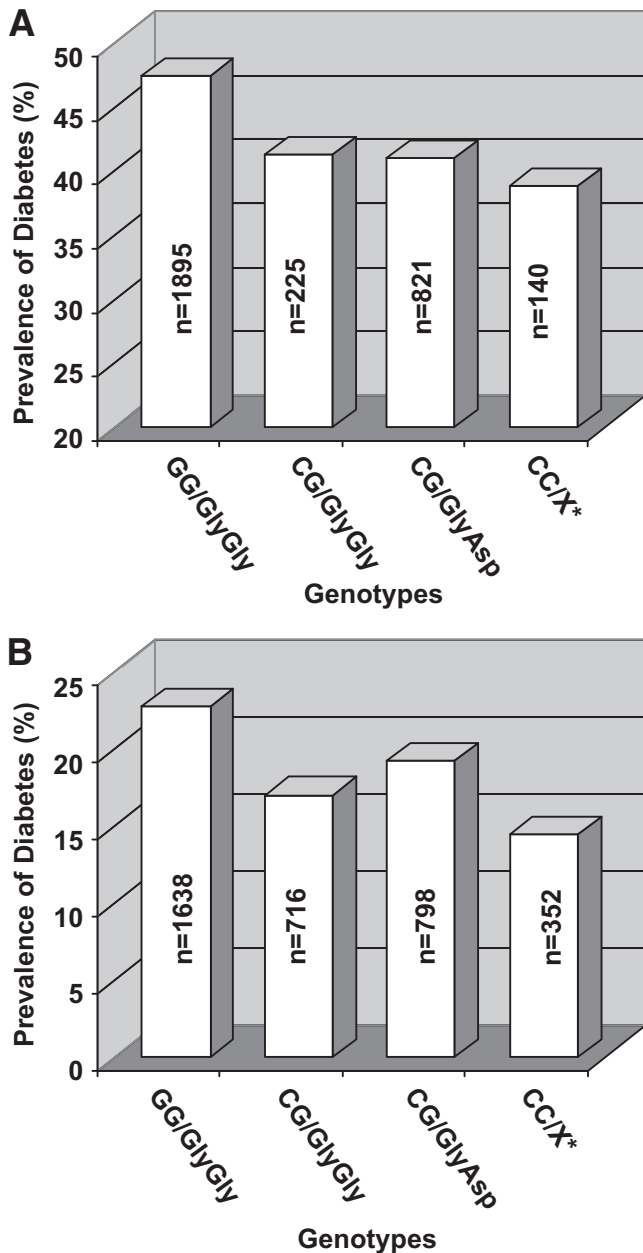 A
Prevalence of Diabetes (%)
50
45
40
35
30
25
20
n=1895
n=225
n=821
n=140
GG/GlyGly
CG/GlyGly
CG/GlyAsp
CC/X*
Genotypes
B
Prevalence of Diabetes (%)
25
20
15
10
5
0
n=1638
n=716
n=798
n=352
GG/GlyGly
CG/GlyGly
CG/GlyAsp
CC/X*
Genotypes